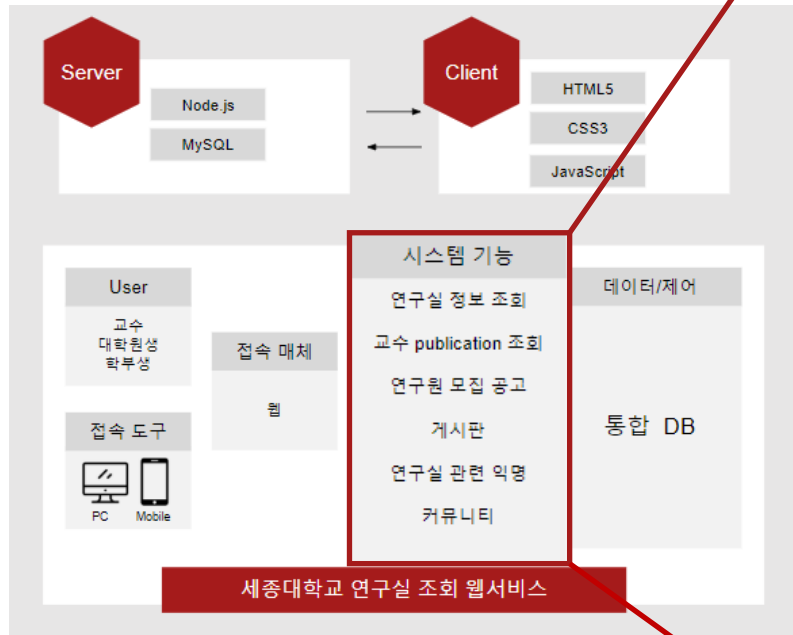 Server
Node.js
MySQL
Client
HTML5
CSS3
JavaScript
User
교수
대학원생
학부생
접속 도구
PC
Mobile
접속 매체
웹
시스템 기능
연구실 정보 조회
교수 publication 조회
연구원 모집 공고
게시판
연구실 관련 익명
커뮤니티
데이터/제어
통합 DB
세종대학교 연구실 조회 웹서비스